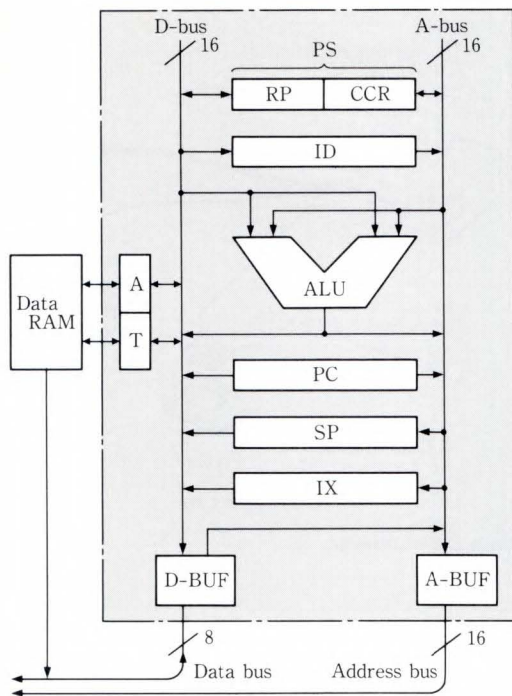 D-bus
A-bus
16
PS
16
RP
CCR
ID
ALU
Data
RAM
A
T
PC
SP
IX
D-BUF
A-BUF
8
16
Data bus
Address bus